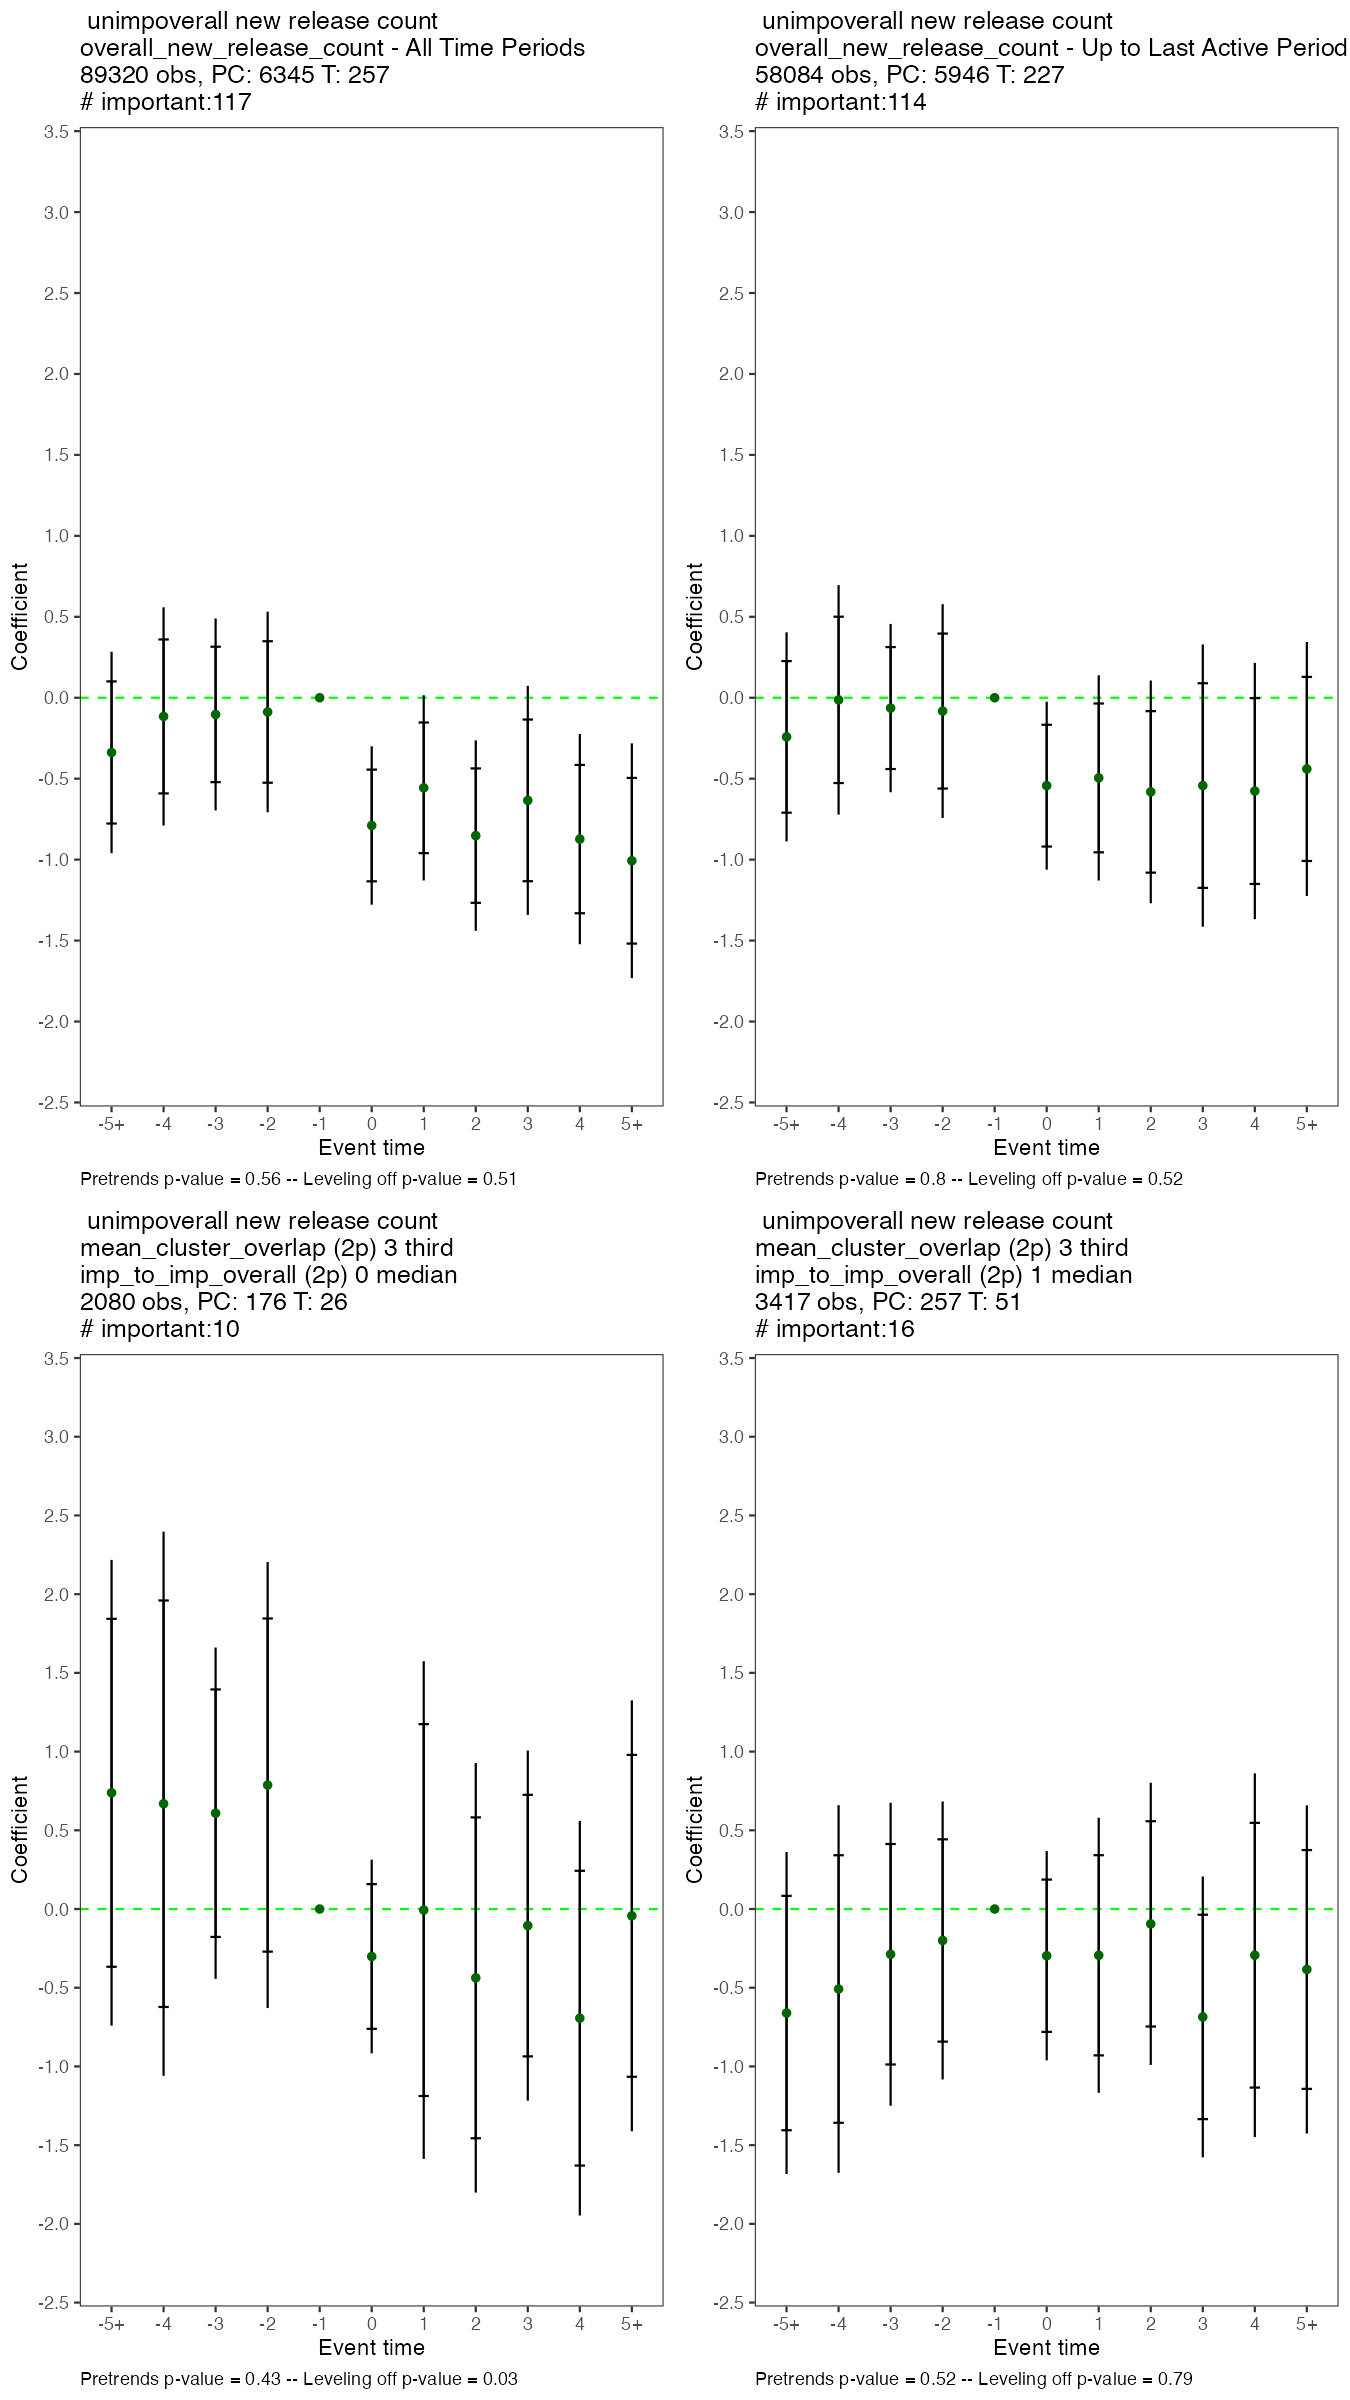 unimpoverall new release count
overall_new_release_count - All Time Periods
89320 obs, PC: 6345 T: 257
# important:117
3.5
3.0
2.5
2.0
1.5
1.0
0.5
0.0
-0.5
-1.0
-1.5
-2.0
-2.5
Coefficient
-5+ -4 -3 -2 -1 0 1 2 3 4 5+
Event time
Pretrends p-value = 0.56 -- Leveling off p-value = 0.51
unimpoverall new release count
overall_new_release_count - Up to Last Active Period
58084 obs, PC: 5946 T: 227
# important:114
3.5
3.0
2.5
2.0
1.5
1.0
0.5
0.0
-0.5
-1.0
-1.5
-2.0
-2.5
Coefficient
-5+ -4 -3 -2 -1 0 1 2 3 4 5+
Event time
Pretrends p-value = 0.8 -- Leveling off p-value = 0.52
unimpoverall new release count
mean_cluster_overlap (2p) 3 third
imp_to_imp_overall (2p) 0 median
2080 obs, PC: 176 T: 26
# important:10
3.5
3.0
2.5
2.0
1.5
1.0
0.5
0.0
-0.5
-1.0
-1.5
-2.0
-2.5
Coefficient
-5+ -4 -3 -2 -1 0 1 2 3 4 5+
Event time
Pretrends p-value = 0.43 -- Leveling off p-value = 0.03
unimpoverall new release count
mean_cluster_overlap (2p) 3 third
imp_to_imp_overall (2p) 1 median
3417 obs, PC: 257 T: 51
# important:16
3.5
3.0
2.5
2.0
1.5
1.0
0.5
0.0
-0.5
-1.0
-1.5
-2.0
-2.5
Coefficient
-5+ -4 -3 -2 -1 0 1 2 3 4 5+
Event time
Pretrends p-value = 0.52 -- Leveling off p-value = 0.79